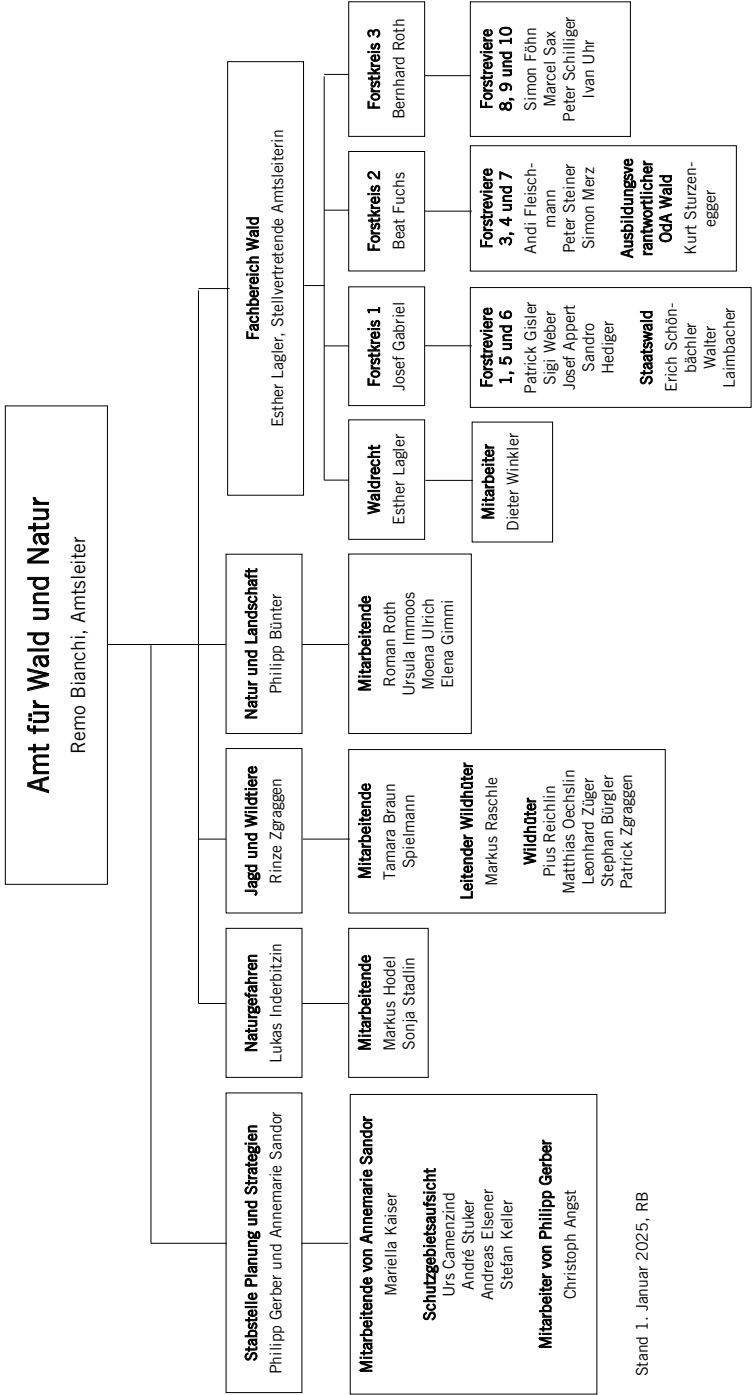 Amt für Wald und Natur
Remo Bianchi, Amtsleiter
Stabstelle Planung und Strategien
Philipp Gerber und Annemarie Sandor
Mitarbeitende von Annemarie Sandor
Mariella Kaiser
Schutzgebietsaufsicht
Urs Camenzind
André Stuker
Andreas Elsener
Stefan Keller
Mitarbeiter von Philipp Gerber
Christoph Angst
Naturgefahren
Lukas Inderbitzin
Mitarbeitende
Markus Hodel
Sonja Stadlin
Jagd und Wildtiere
Rinze Zgraggen
Mitarbeitende
Tamara Braun
Spielmann
Leitender Wildhüter
Markus Raschle
Wildhüter
Pius Reichlin
Matthias Oechslin
Leonhard Züger
Stephan Bürgler
Patrick Zgraggen
Natur und Landschaft
Philipp Bünter
Mitarbeitende
Roman Roth
Ursula Immoos
Moena Ulrich
Elena Gimmi
Fachbereich Wald
Esther Lagler, Stellvertretende Amtsleiterin
Waldrecht
Esther Lagler
Mitarbeiter
Dieter Winkler
Forstkreis 1
Josef Gabriel
Forstreviere
1, 5 und 6
Patrick Gisler
Sigi Weber
Josef Appert
Sandro
Hediger
Staatswald
Erich Schön-
bächler
Walter
Laimbacher
Forstkreis 2
Beat Fuchs
Forstreviere
3, 4 und 7
Andi Fleisch-
mann
Peter Steiner
Simon Merz
Ausbildungsve
rantwortlicher
OdA Wald
Kurt Sturzen-
egger
Forstkreis 3
Bernhard Roth
Forstreviere
8, 9 und 10
Simon Föhn
Marcel Sax
Peter Schilliger
Ivan Uhr
Stand 1. Januar 2025, RB